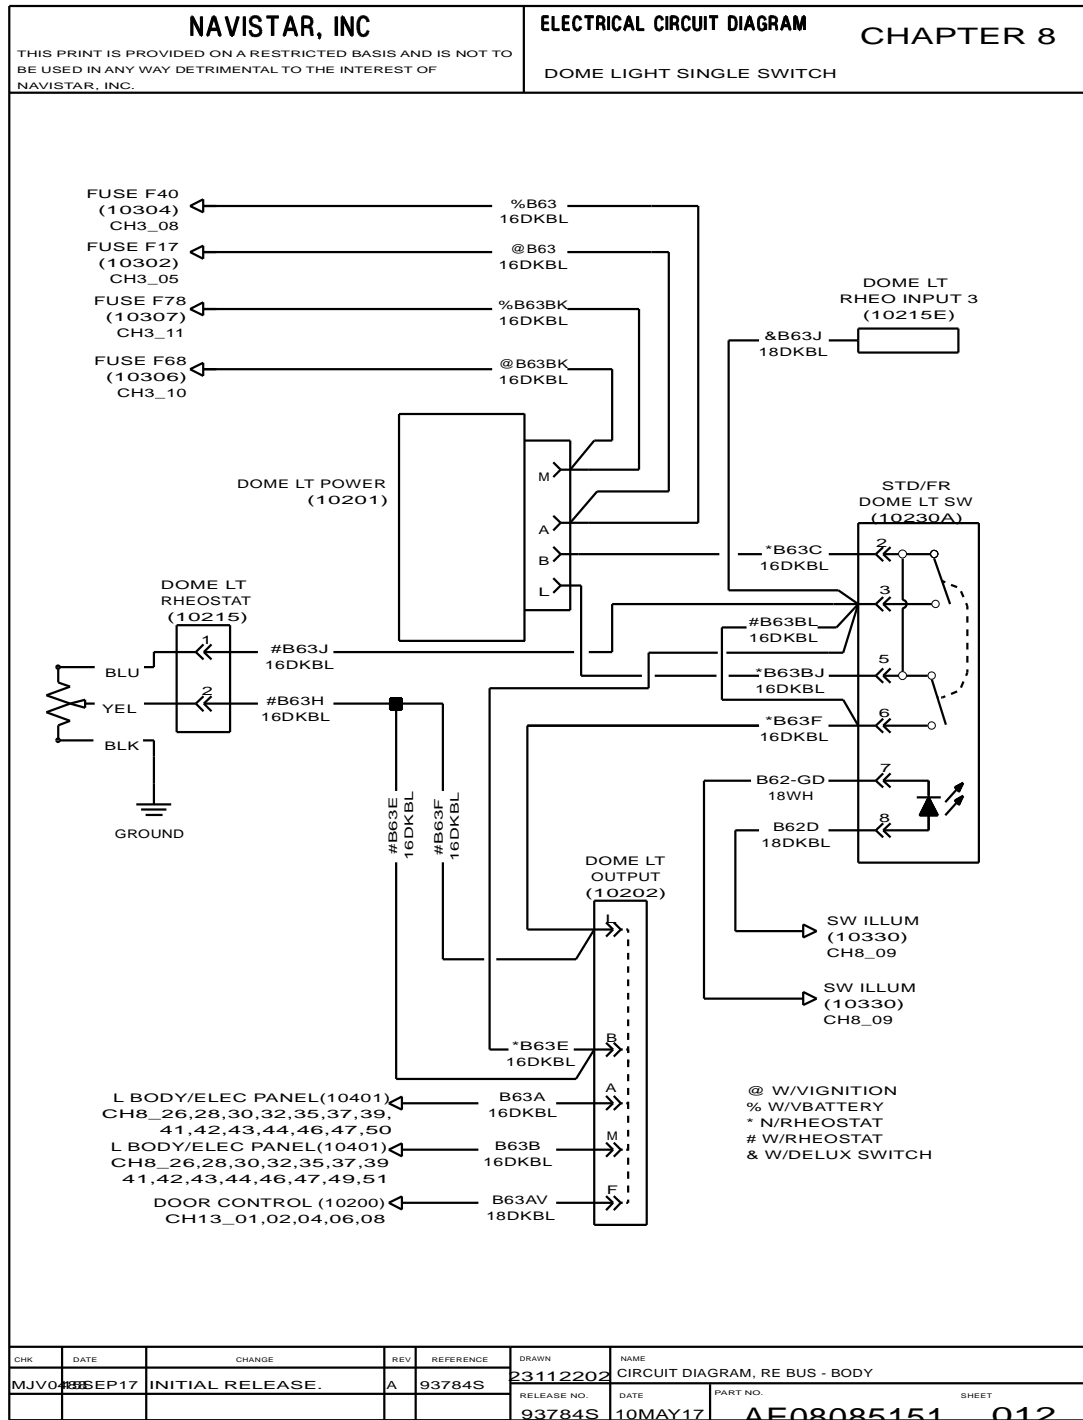 NAVISTAR, INC
THIS PRINT IS PROVIDED ON A RESTRICTED BASIS AND IS NOT TO
BE USED IN ANY WAY DETRIMENTAL TO THE INTEREST OF
NAVISTAR, INC.
ELECTRICAL CIRCUIT DIAGRAM
CHAPTER 8
DOME LIGHT SINGLE SWITCH
FUSE F40
(10304)
CH3_08
%B63
16DKBL
FUSE F17
(10302)
CH3_05
@B63
16DKBL
FUSE F78
(10307)
CH3_11
%B63BK
16DKBL
FUSE F68
(10306)
CH3_10
@B63BK
16DKBL
DOME LT
RHEO INPUT 3
(10215E)
&B63J
18DKBL
DOME LT POWER
(10201)
M
A
B
L
STD/FR
DOME LT SW
(10230A)
2
*B63C
16DKBL
3
#B63BL
16DKBL
5
*B63BJ
16DKBL
6
*B63F
16DKBL
7
B62-GD
18WH
8
B62D
18DKBL
DOME LT
RHEOSTAT
(10215)
1
#B63J
16DKBL
2
#B63H
16DKBL
BLU
YEL
BLK
GROUND
#B63E
16DKBL
#B63F
16DKBL
DOME LT
OUTPUT
(10202)
L
SW ILLUM
(10330)
CH8_09
SW ILLUM
(10330)
CH8_09
*B63E
16DKBL
B
L BODY/ELEC PANEL(10401)
CH8_26,28,30,32,35,37,39,
41,42,43,44,46,47,50
B63A
16DKBL
A
L BODY/ELEC PANEL(10401)
CH8_26,28,30,32,35,37,39
41,42,43,44,46,47,49,51
B63B
16DKBL
M
DOOR CONTROL (10200)
CH13_01,02,04,06,08
B63AV
18DKBL
F
@ W/VIGNITION
% W/VBATTERY
* N/RHEOSTAT
# W/RHEOSTAT
& W/DELUX SWITCH
CHK DATE CHANGE REV REFERENCE
SEP17 INITIAL RELEASE. A 93784S
DRAWN
23112202
NAME
CIRCUIT DIAGRAM, RE BUS - BODY
RELEASE NO.
93784S
DATE
10MAY17
PART NO.
AE08085151
SHEET
012